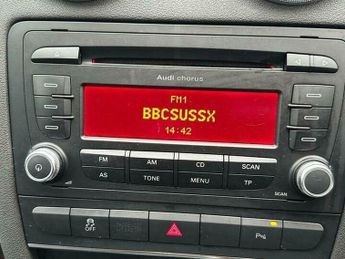 Audi chorus
FM1
BBCSUSSX
14:42
FM AM CD SCAN
AS TONE MENU TP
SCAN
OFF
P